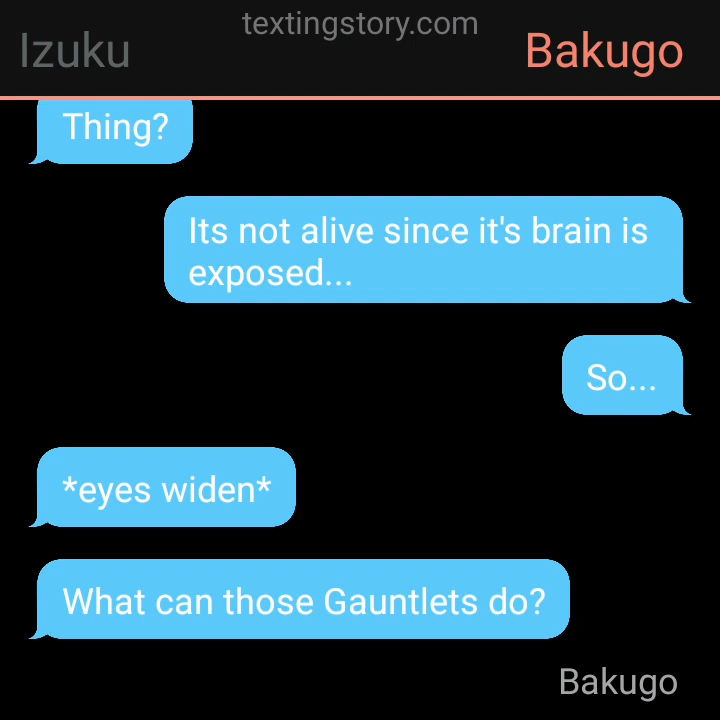 textingstory.com
Izuku
Bakugo
Thing?
Its not alive since it's brain is
exposed...
So...
*eyes widen*
What can those Gauntlets do?
Bakugo